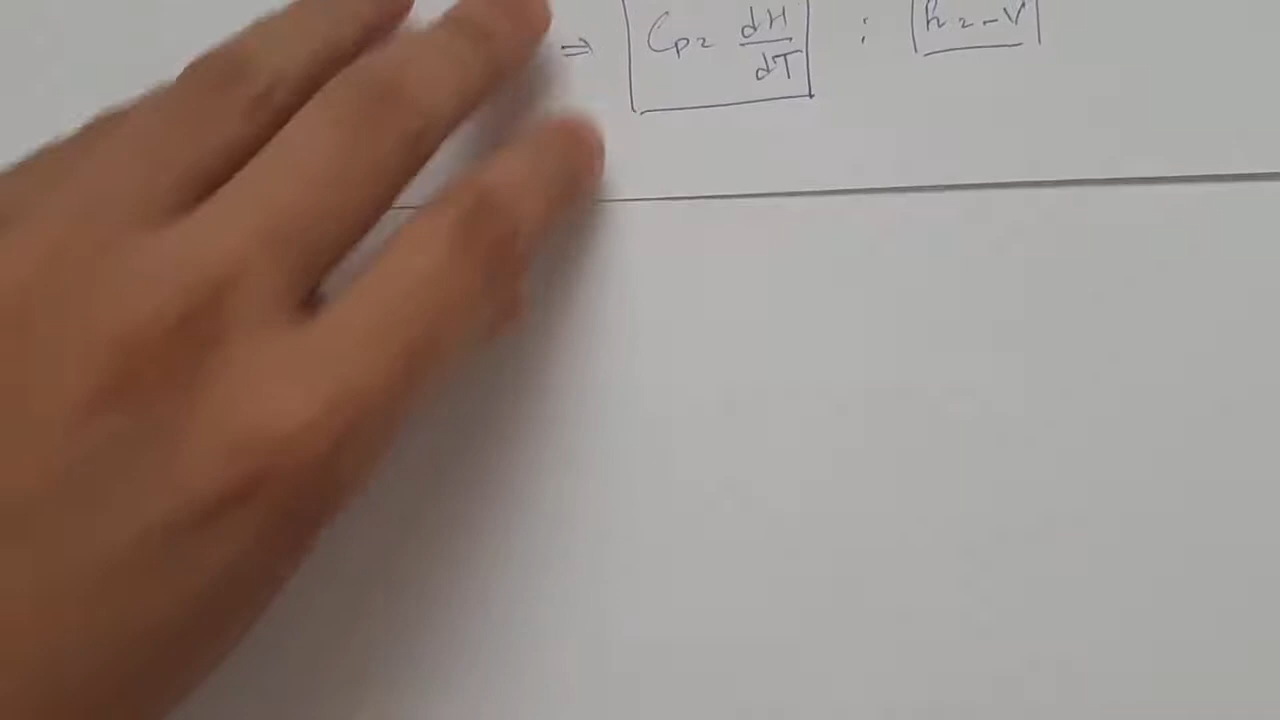 ⇒ Cp = dH/dT ; h = -V